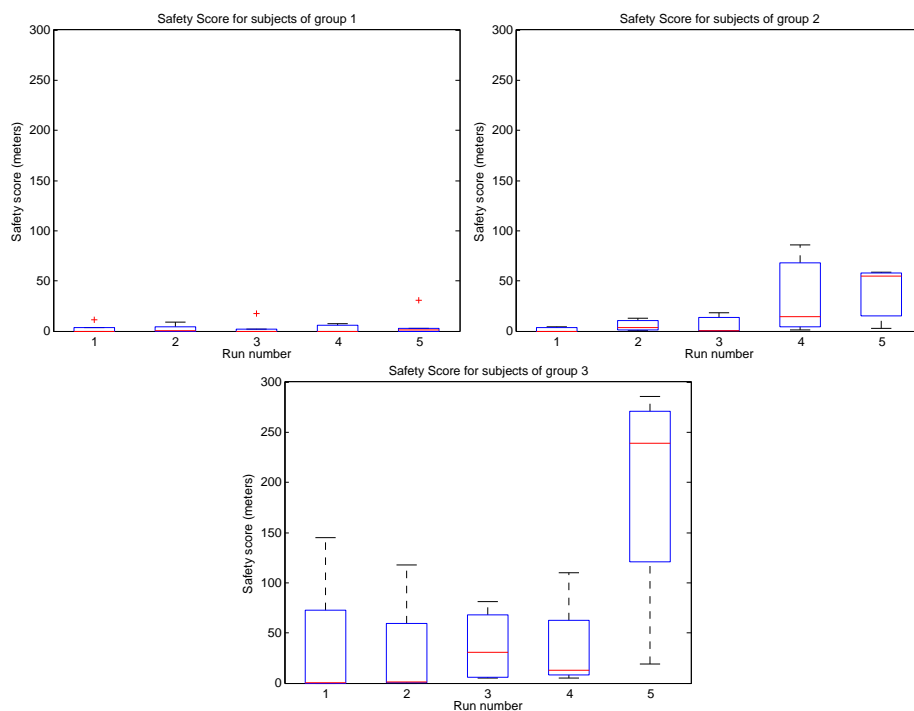 Safety Score for subjects of group 1
300
250
200
150
100
50
0
Safety score (meters)
1 2 3 4 5
Run number
Safety Score for subjects of group 2
300
250
200
150
100
50
0
Safety score (meters)
1 2 3 4 5
Run number
Safety Score for subjects of group 3
300
250
200
150
100
50
0
Safety score (meters)
1 2 3 4 5
Run number